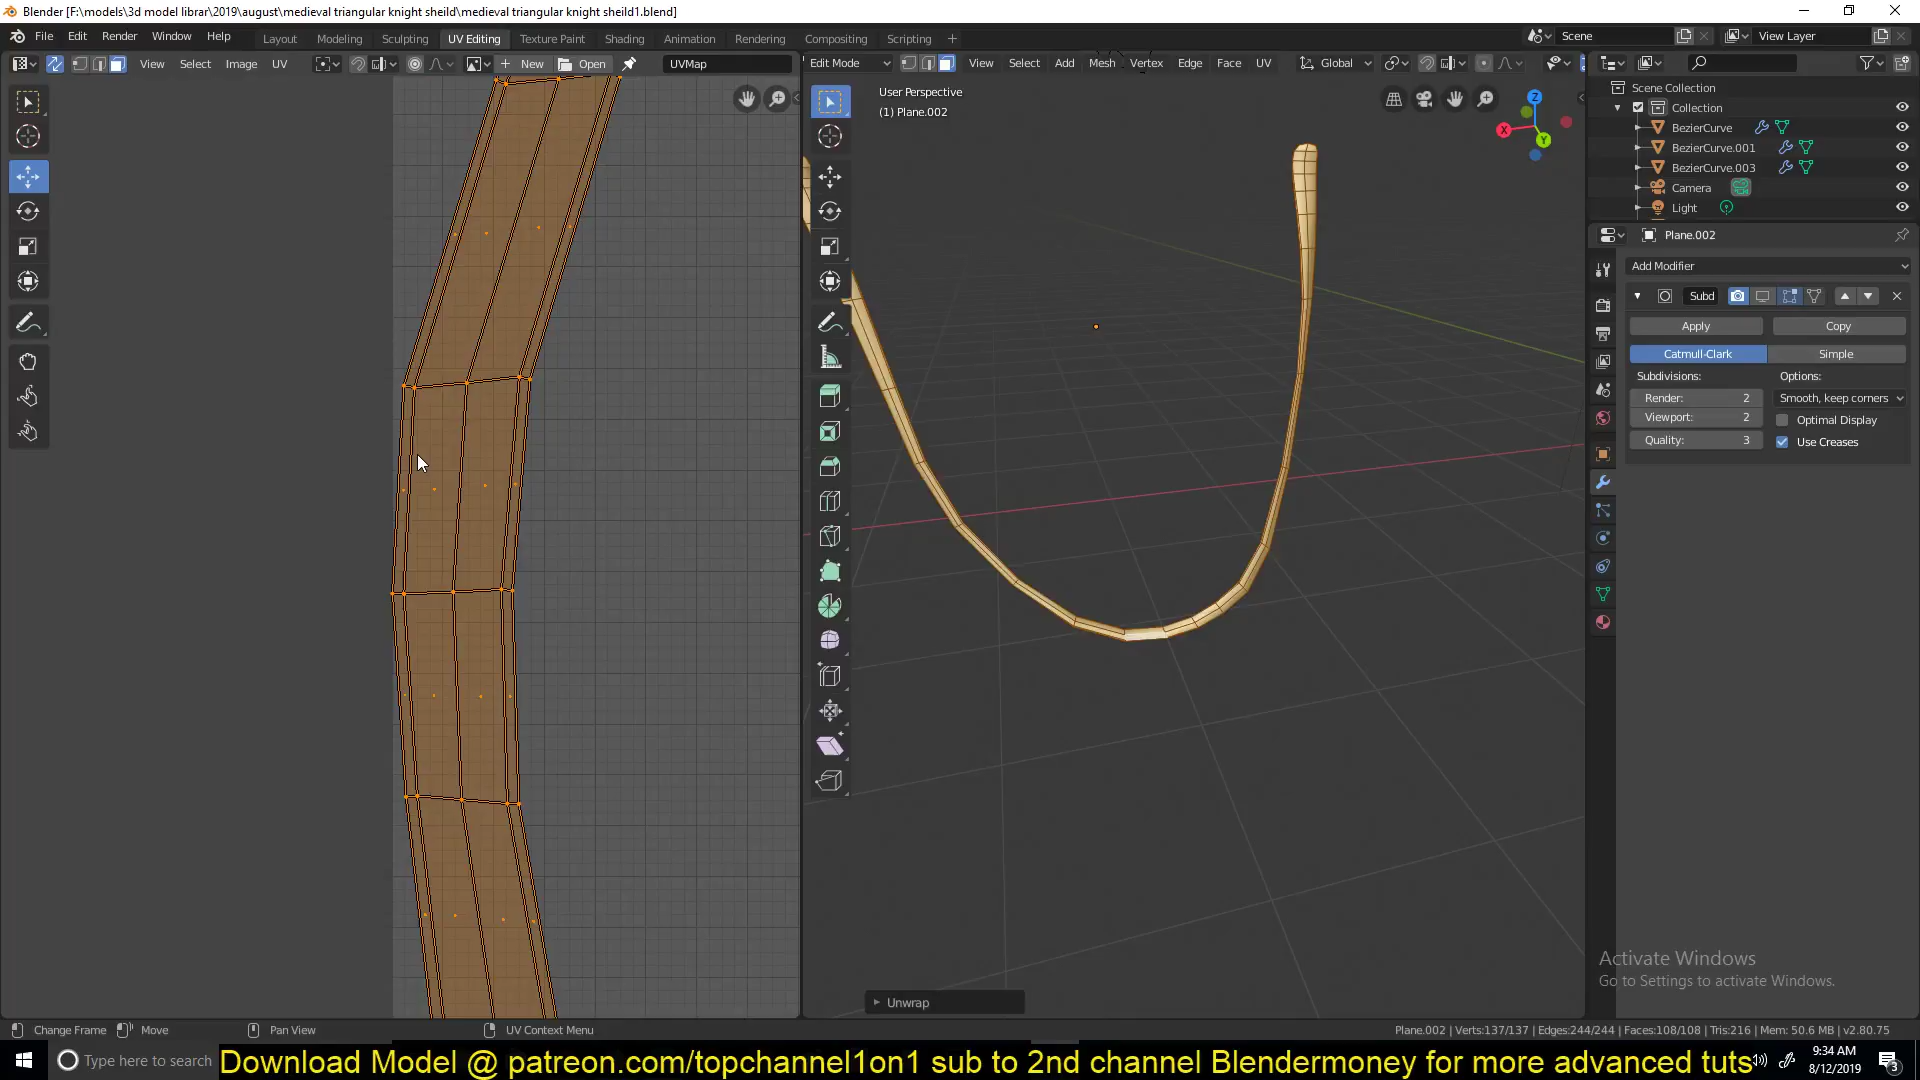 Blender [F:\models\3d model librar\2019\august\medieval triangular knight sheild\medieval triangular knight sheild1.blend]
File Edit Render Window Help
Layout Modeling Sculpting UV Editing Texture Paint Shading Animation Rendering Compositing Scripting
Scene
View Layer
View Select Image UV
New
Open
UVMap
Edit Mode
View Select Add Mesh Vertex Edge Face UV
Global
User Perspective
(1) Plane.002
Z
X
Y
Scene Collection
Collection
BezierCurve
BezierCurve.001
BezierCurve.003
Camera
Light
Plane.002
Add Modifier
Subd
Apply
Copy
Catmull-Clark
Simple
Subdivisions:
Options:
Render: 2
Smooth, keep corners
Viewport: 2
Optimal Display
Quality: 3
Use Creases
Activate Windows
Go to Settings to activate Windows.
Unwrap
Change Frame
Move
Pan View
UV Context Menu
Plane.002 | Verts:137/137 | Edges:244/244 | Faces:108/108 | Tris:216 | Mem: 50.6 MB | v2.80.75
Type here to search
Download Model @ patreon.com/topchannel1on1 sub to 2nd channel Blendermoney for more advanced tuts
9:34 AM
8/12/2019
3